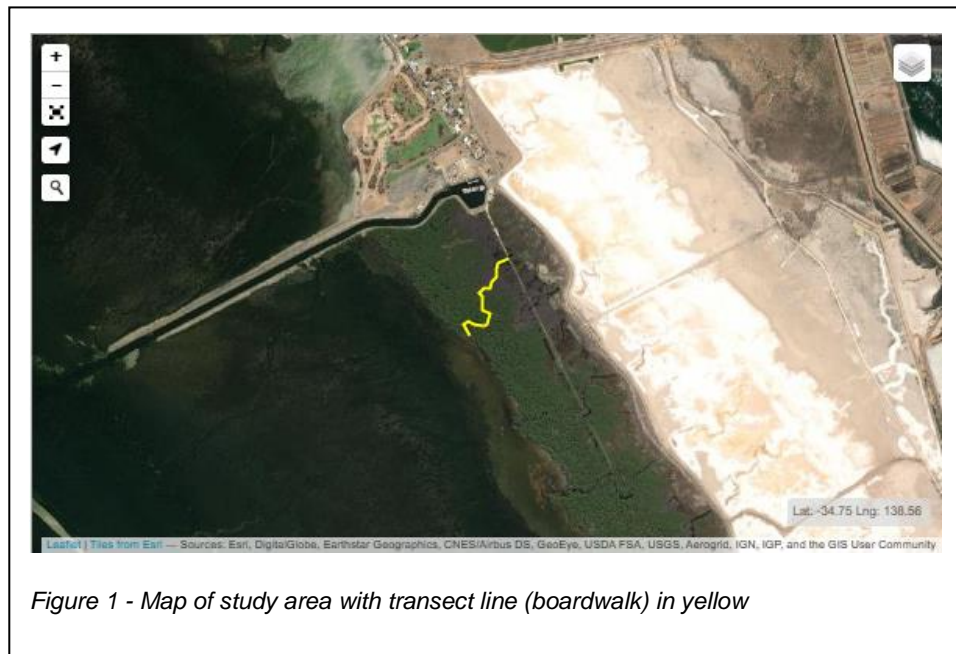 +
−
Lat: -34.75 Lng: 138.56
Leaflet | Tiles from Esri — Sources: Esri, DigitalGlobe, Earthstar Geographics, CNES/Airbus DS, GeoEye, USDA FSA, USGS, Aerogrid, IGN, IGP, and the GIS User Community
Figure 1 - Map of study area with transect line (boardwalk) in yellow